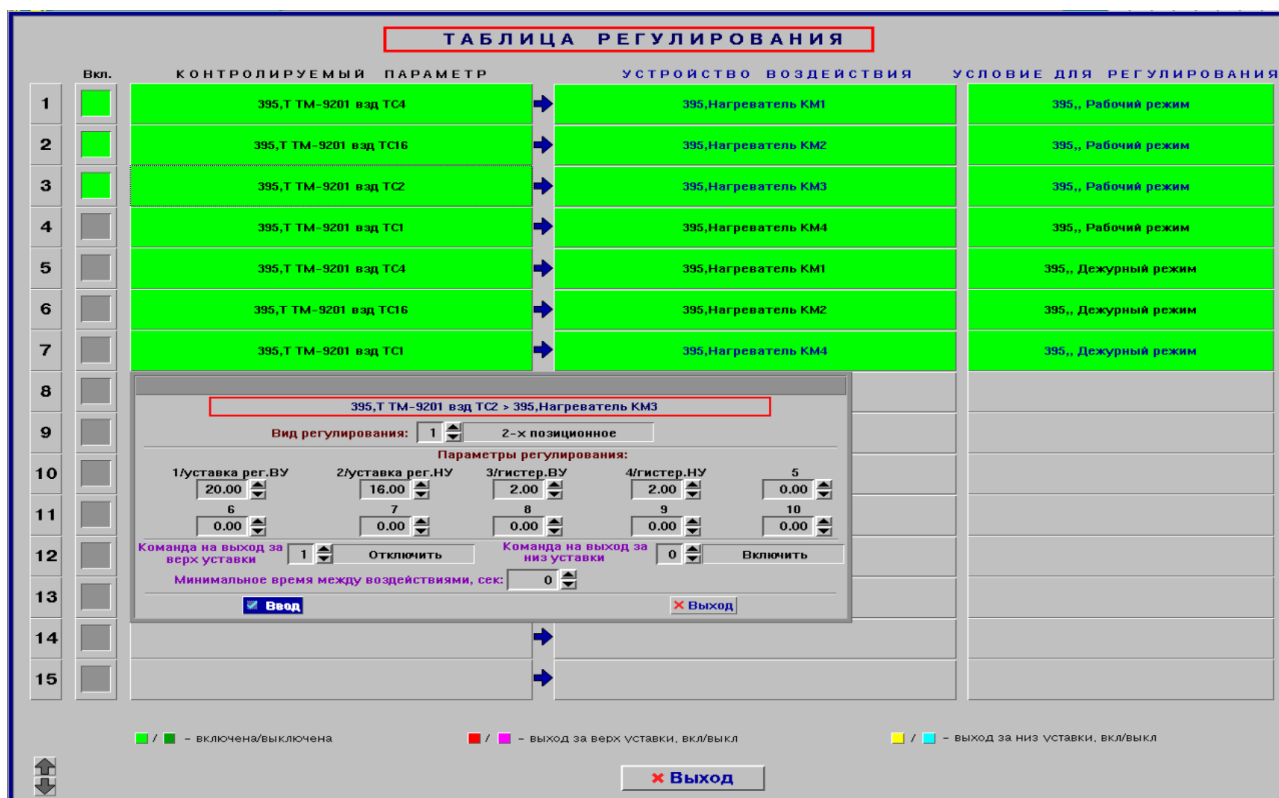 ТАБЛИЦА РЕГУЛИРОВАНИЯ
Вкл. КОНТРОЛИРУЕМЫЙ ПАРАМЕТР УСТРОЙСТВО ВОЗДЕЙСТВИЯ УСЛОВИЕ ДЛЯ РЕГУЛИРОВАНИЯ
1 395,Т ТМ-9201 взд ТС4 395,Нагреватель КМ1 395,, Рабочий режим
2 395,Т ТМ-9201 взд ТС16 395,Нагреватель КМ2 395,, Рабочий режим
3 395,Т ТМ-9201 взд ТС2 395,Нагреватель КМ3 395,, Рабочий режим
4 395,Т ТМ-9201 взд ТС1 395,Нагреватель КМ4 395,, Рабочий режим
5 395,Т ТМ-9201 взд ТС4 395,Нагреватель КМ1 395,, Дежурный режим
6 395,Т ТМ-9201 взд ТС16 395,Нагреватель КМ2 395,, Дежурный режим
7 395,Т ТМ-9201 взд ТС1 395,Нагреватель КМ4 395,, Дежурный режим
8
395,Т ТМ-9201 взд ТС2 > 395,Нагреватель КМ3
9 Вид регулирования: 1 2-х позиционное
Параметры регулирования:
10 1/уставка рег.ВУ 2/уставка рег.НУ 3/гистер.ВУ 4/гистер.НУ 5
20.00 16.00 2.00 2.00 0.00
11 6 7 8 9 10
0.00 0.00 0.00 0.00 0.00
12 Команда на выход за верх уставки 1 Отключить Команда на выход за низ уставки 0 Включить
Минимальное время между воздействиями, сек: 0
13 Ввод Выход
14
15
/ - включена/выключена / - выход за верх уставки, вкл/выкл / - выход за низ уставки, вкл/выкл
Выход